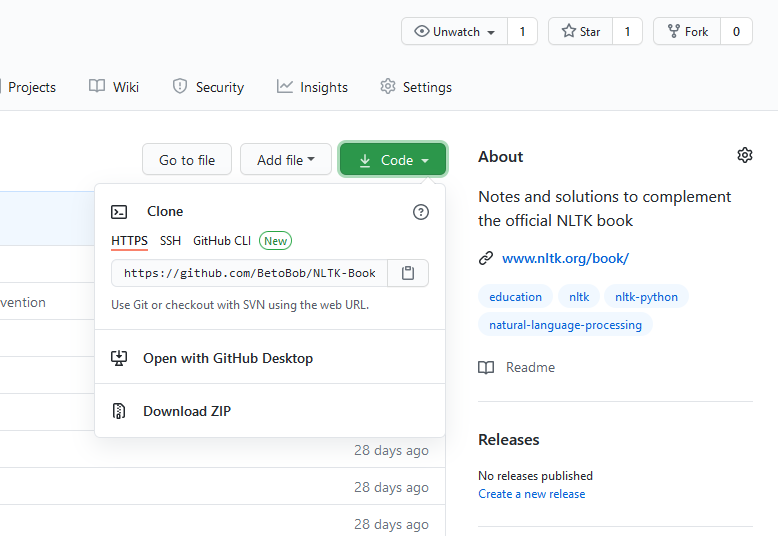 Unwatch 1 Star 1 Fork 0
Projects Wiki Security Insights Settings
Go to file Add file Code
Clone
HTTPS SSH GitHub CLI New
https://github.com/BetoBob/NLTK-Book
Use Git or checkout with SVN using the web URL.
Open with GitHub Desktop
Download ZIP
vention
28 days ago
28 days ago
28 days ago
About
Notes and solutions to complement
the official NLTK book
www.nltk.org/book/
education nltk nltk-python
natural-language-processing
Readme
Releases
No releases published
Create a new release